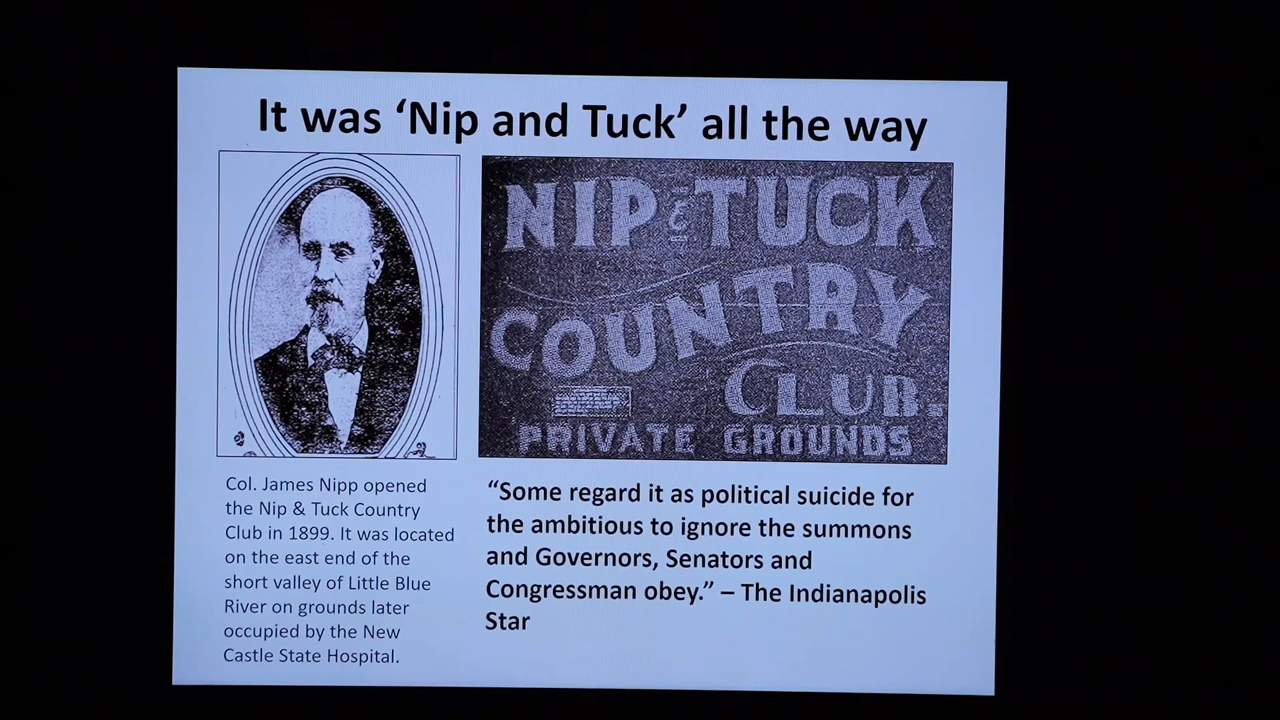 It was ‘Nip and Tuck’ all the way
NIP & TUCK
COUNTRY
CLUB.
PRIVATE GROUNDS
Col. James Nipp opened
the Nip & Tuck Country
Club in 1899. It was located
on the east end of the
short valley of Little Blue
River on grounds later
occupied by the New
Castle State Hospital.
“Some regard it as political suicide for
the ambitious to ignore the summons
and Governors, Senators and
Congressman obey.” – The Indianapolis
Star